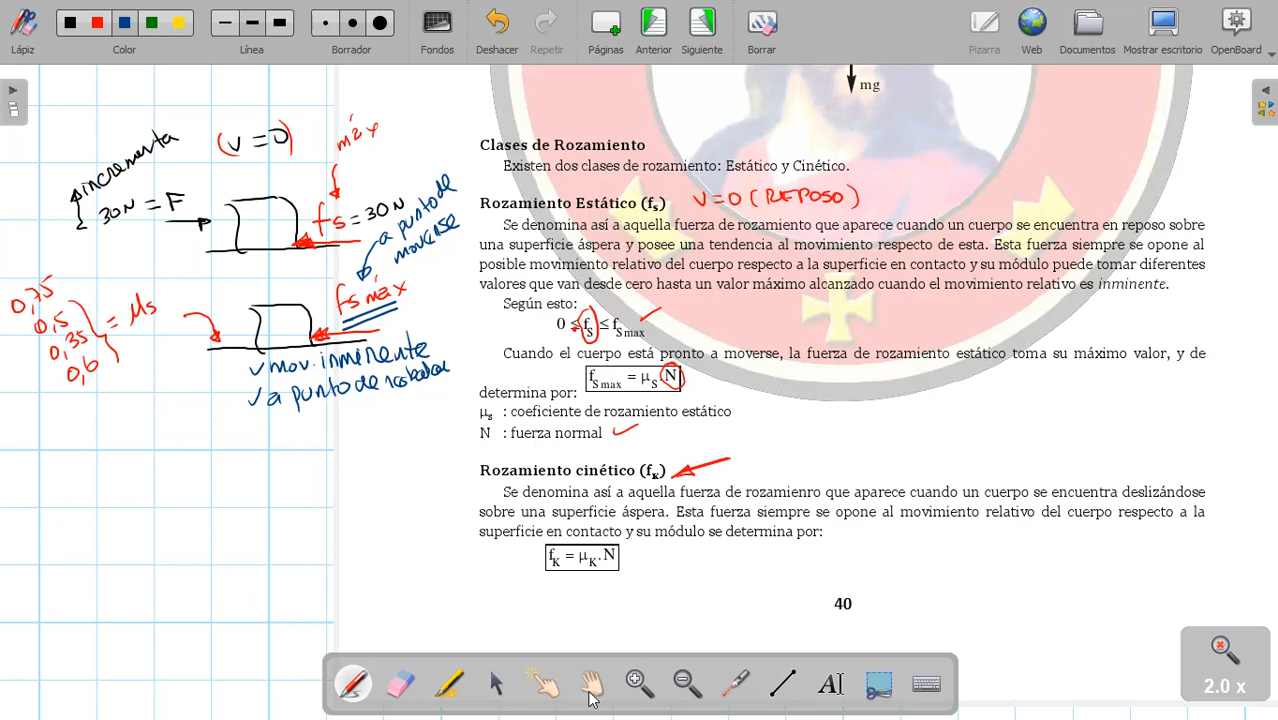 Lápiz
Color
Línea
Borrador
Fondos
Deshacer
Repetir
Páginas
Anterior
Siguiente
Borrar
Pizarra
Web
Documentos
Mostrar escritorio
OpenBoard
incrementa
(v = 0)
máx
30N = F
fs = 30N
a punto de
moverse
fs máx
0,75
0,5
0,35
0,6
= μs
✓ mov. inminente
✓ a punto de resbalar
mg
Clases de Rozamiento
Existen dos clases de rozamiento: Estático y Cinético.
Rozamiento Estático (fs) v=0 (REPOSO)
Se denomina así a aquella fuerza de rozamiento que aparece cuando un cuerpo se encuentra en reposo sobre
una superficie áspera y posee una tendencia al movimiento respecto de esta. Esta fuerza siempre se opone al
posible movimiento relativo del cuerpo respecto a la superficie en contacto y su módulo puede tomar diferentes
valores que van desde cero hasta un valor máximo alcanzado cuando el movimiento relativo es inminente.
Según esto:
0 ≤ fS ≤ fSmax
Cuando el cuerpo está pronto a moverse, la fuerza de rozamiento estático toma su máximo valor, y de
determina por: fSmax = μS.N
μs : coeficiente de rozamiento estático
N : fuerza normal
Rozamiento cinético (fK)
Se denomina así a aquella fuerza de rozamienro que aparece cuando un cuerpo se encuentra deslizándose
sobre una superficie áspera. Esta fuerza siempre se opone al movimiento relativo del cuerpo respecto a la
superficie en contacto y su módulo se determina por:
fK = μK.N
40
2.0 x